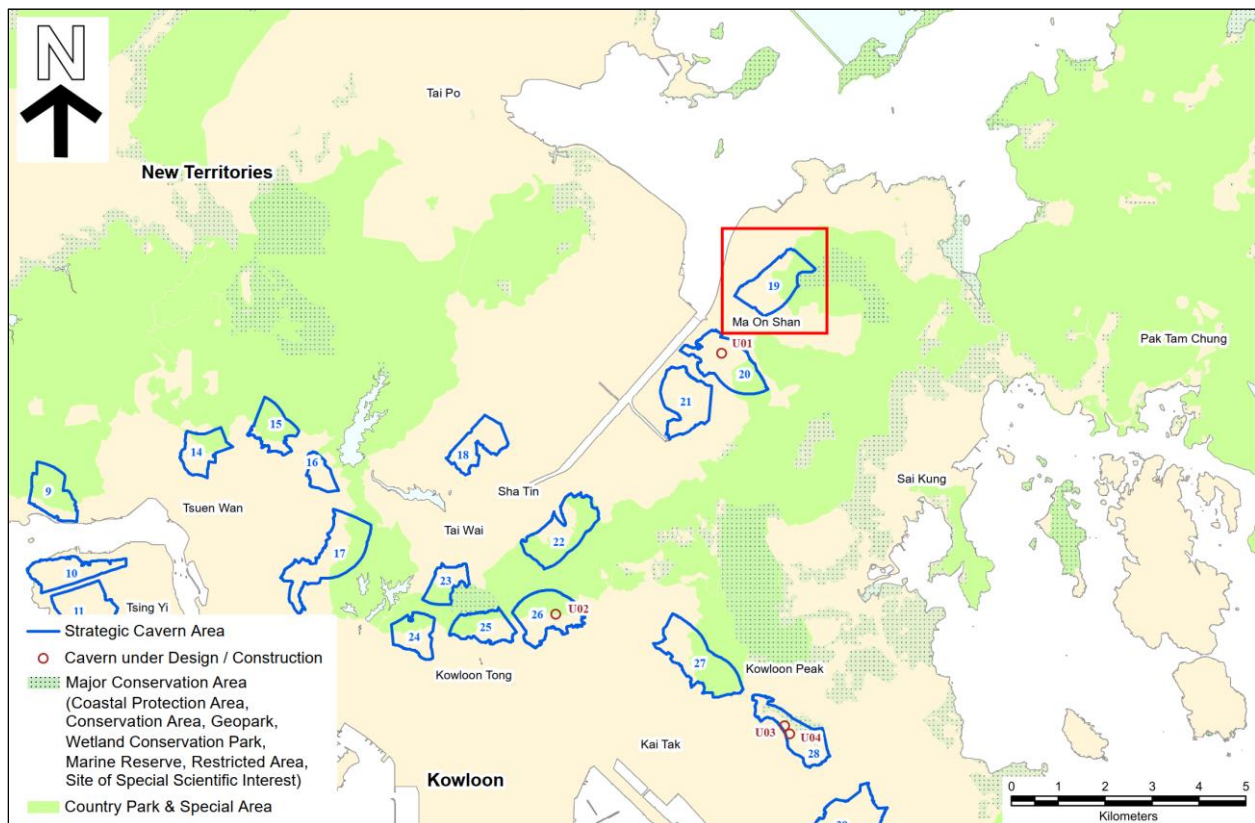 N
Tai Po
New Territories
19
Ma On Shan
U01
Pak Tam Chung
20
21
15
14
16
18
9
Sai Kung
Sha Tin
Tsuen Wan
Tai Wai
17
22
10
23
Tsing Yi
11
26
U02
25
24
Strategic Cavern Area
Cavern under Design / Construction
27
Kowloon Peak
Kowloon Tong
Major Conservation Area
(Coastal Protection Area,
Conservation Area, Geopark,
Wetland Conservation Park,
Marine Reserve, Restricted Area,
Site of Special Scientific Interest)
U03
U04
28
Kai Tak
Kowloon
Country Park & Special Area
0 1 2 3 4 5
Kilometers